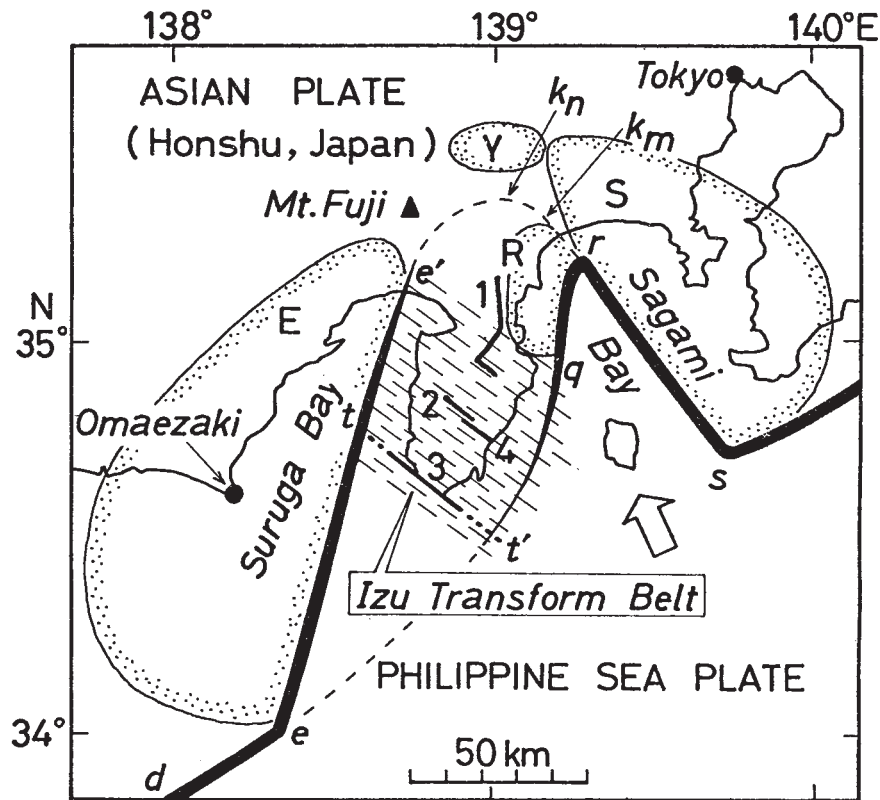 138°
139°
140°E
ASIAN PLATE
(Honshu, Japan)
Tokyo
kn
km
Y
S
Mt.Fuji
R
r
e'
1
E
N
35°
Sagami
Bay
q
2
Omaezaki
t
4
3
s
Suruga Bay
t'
Izu Transform Belt
PHILIPPINE SEA PLATE
34°
e
50 km
d